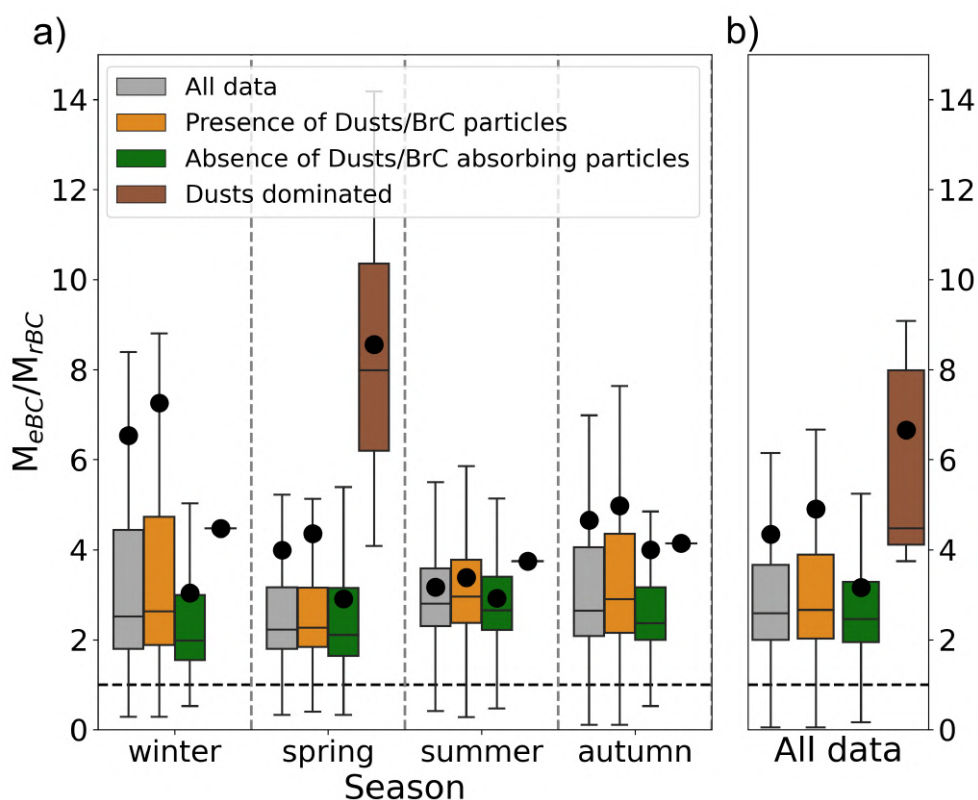 a)
b)
All data
Presence of Dusts/BrC particles
Absence of Dusts/BrC absorbing particles
Dusts dominated
14
12
10
8
6
4
2
0
M_eBC/M_rBC
winter
spring
summer
autumn
Season
14
12
10
8
6
4
2
0
All data